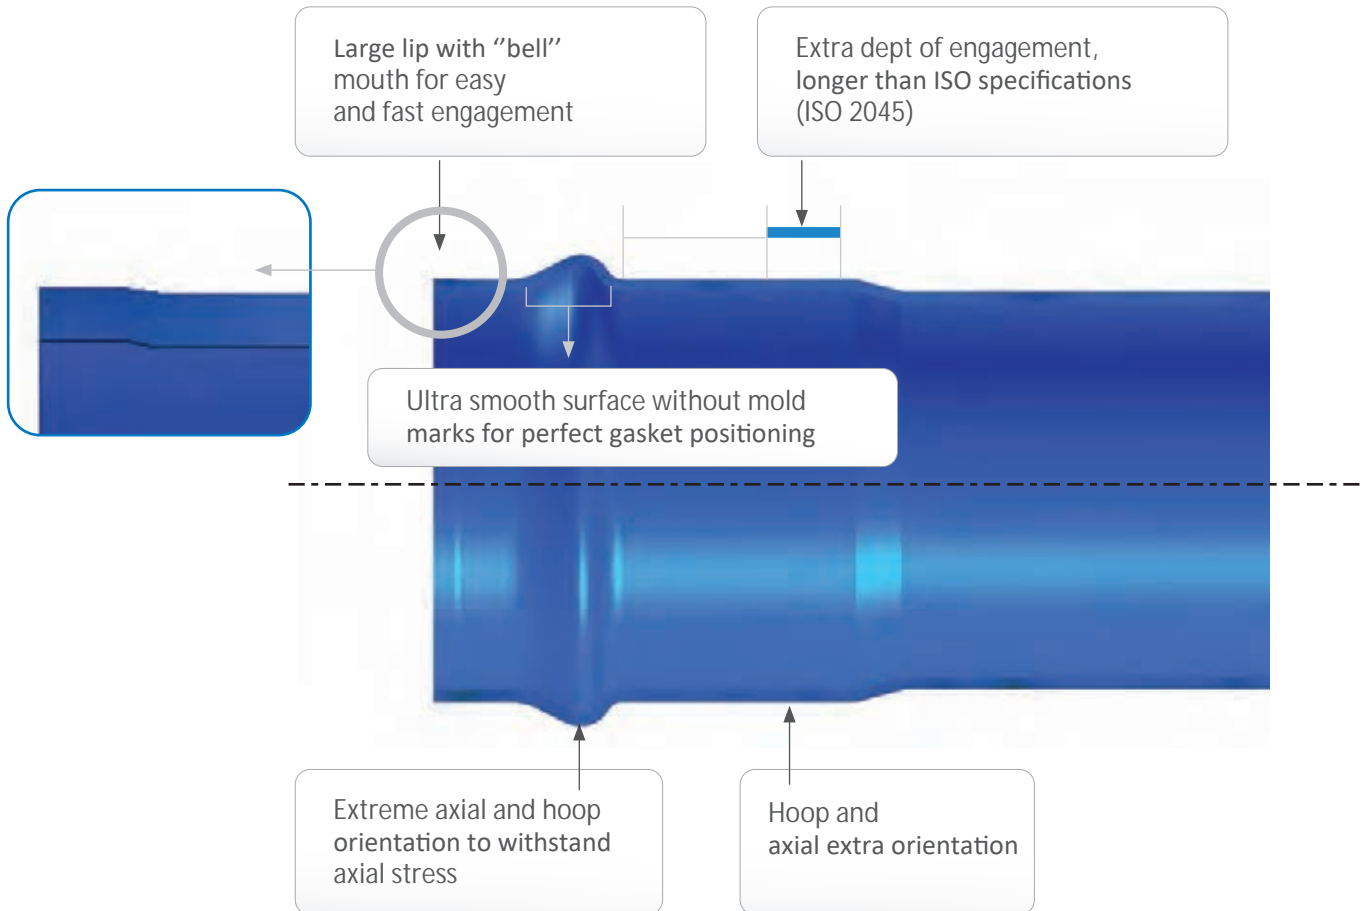 Large lip with ‘’bell’’
mouth for easy
and fast engagement
Extra dept of engagement,
longer than ISO specifications
(ISO 2045)
Ultra smooth surface without mold
marks for perfect gasket positioning
Extreme axial and hoop
orientation to withstand
axial stress
Hoop and
axial extra orientation